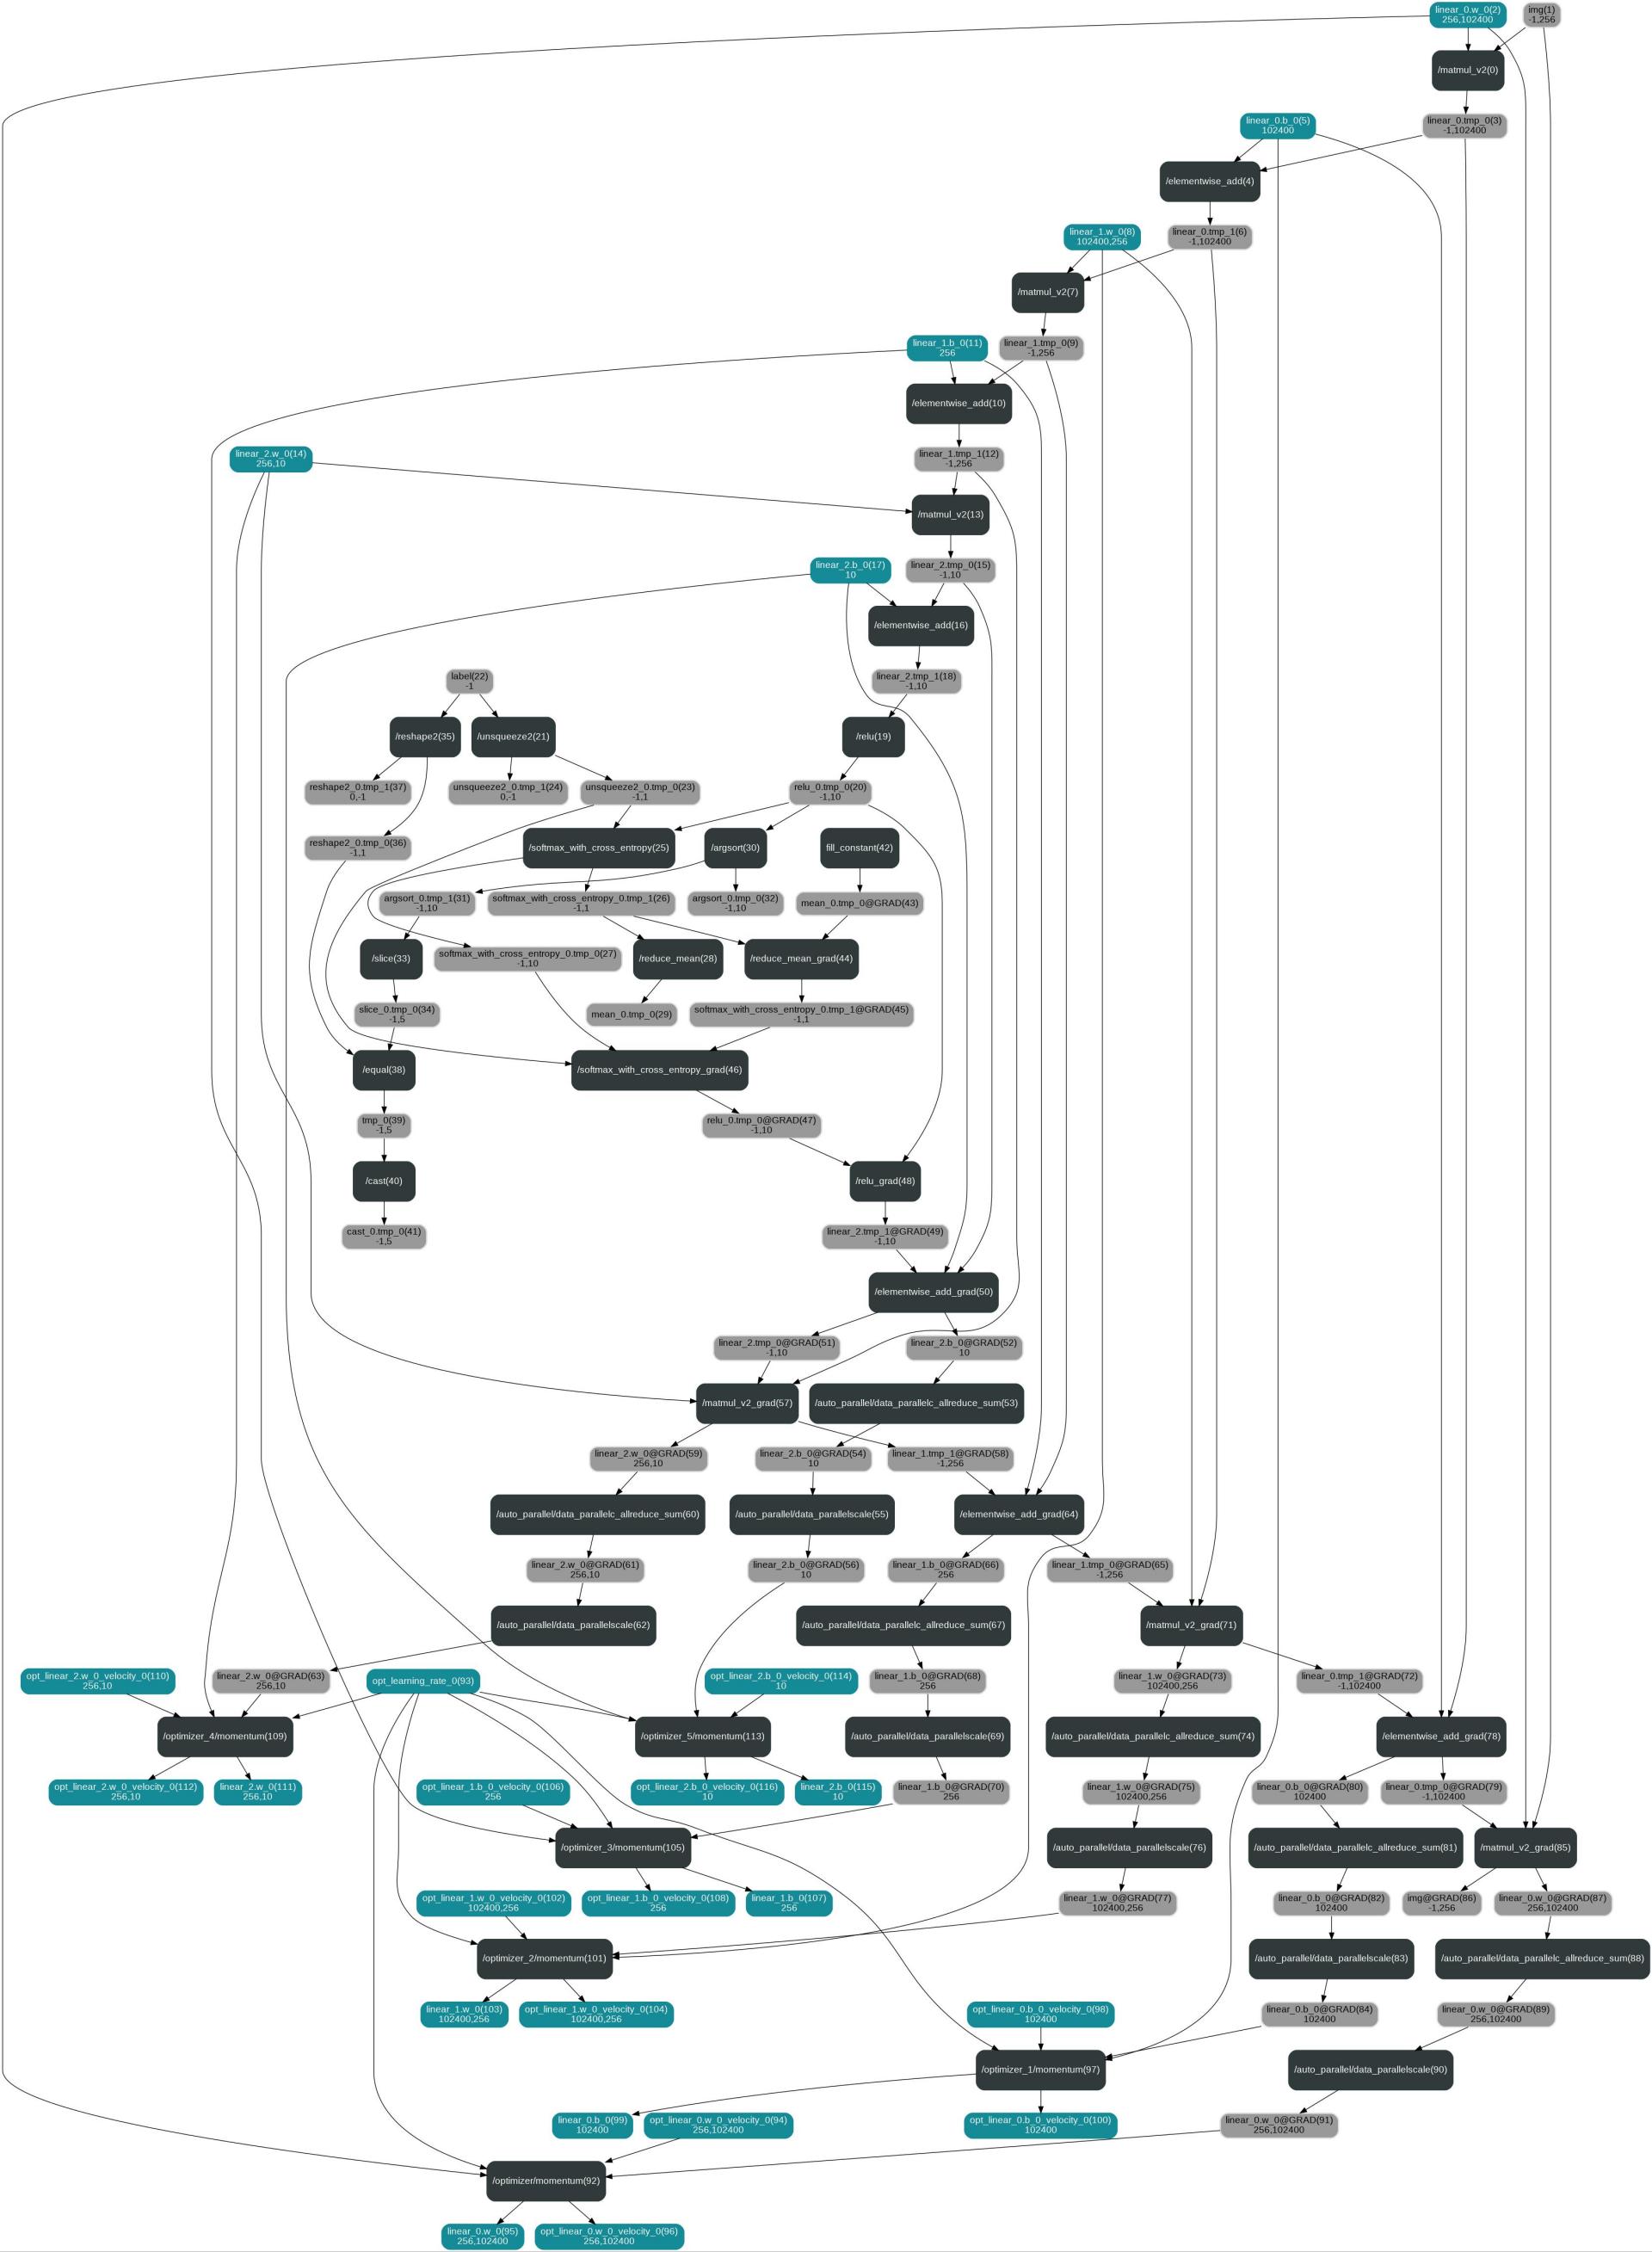 linear_0.w_0(2)
256,102400
img(1)
-1,256
/matmul_v2(0)
linear_0.b_0(5)
102400
linear_0.tmp_0(3)
-1,102400
/elementwise_add(4)
linear_1.w_0(8)
102400,256
linear_0.tmp_1(6)
-1,102400
/matmul_v2(7)
linear_1.b_0(11)
256
linear_1.tmp_0(9)
-1,256
/elementwise_add(10)
linear_2.w_0(14)
256,10
linear_1.tmp_1(12)
-1,256
/matmul_v2(13)
linear_2.b_0(17)
10
linear_2.tmp_0(15)
-1,10
/elementwise_add(16)
label(22)
-1
linear_2.tmp_1(18)
-1,10
/reshape2(35)
/unsqueeze2(21)
/relu(19)
reshape2_0.tmp_1(37)
0,-1
unsqueeze2_0.tmp_1(24)
0,-1
unsqueeze2_0.tmp_0(23)
-1,1
relu_0.tmp_0(20)
-1,10
reshape2_0.tmp_0(36)
-1,1
/softmax_with_cross_entropy(25)
/argsort(30)
fill_constant(42)
argsort_0.tmp_1(31)
-1,10
softmax_with_cross_entropy_0.tmp_1(26)
-1,1
argsort_0.tmp_0(32)
-1,10
mean_0.tmp_0@GRAD(43)
/slice(33)
softmax_with_cross_entropy_0.tmp_0(27)
-1,10
/reduce_mean(28)
/reduce_mean_grad(44)
slice_0.tmp_0(34)
-1,5
mean_0.tmp_0(29)
softmax_with_cross_entropy_0.tmp_1@GRAD(45)
-1,1
/equal(38)
/softmax_with_cross_entropy_grad(46)
tmp_0(39)
-1,5
relu_0.tmp_0@GRAD(47)
-1,10
/cast(40)
/relu_grad(48)
cast_0.tmp_0(41)
-1,5
linear_2.tmp_1@GRAD(49)
-1,10
/elementwise_add_grad(50)
linear_2.tmp_0@GRAD(51)
-1,10
linear_2.b_0@GRAD(52)
10
/matmul_v2_grad(57)
/auto_parallel/data_parallelc_allreduce_sum(53)
linear_2.w_0@GRAD(59)
256,10
linear_2.b_0@GRAD(54)
10
linear_1.tmp_1@GRAD(58)
-1,256
/auto_parallel/data_parallelc_allreduce_sum(60)
/auto_parallel/data_parallelscale(55)
/elementwise_add_grad(64)
linear_2.w_0@GRAD(61)
256,10
linear_2.b_0@GRAD(56)
10
linear_1.b_0@GRAD(66)
256
linear_1.tmp_0@GRAD(65)
-1,256
/auto_parallel/data_parallelscale(62)
/auto_parallel/data_parallelc_allreduce_sum(67)
/matmul_v2_grad(71)
opt_linear_2.w_0_velocity_0(110)
256,10
linear_2.w_0@GRAD(63)
256,10
opt_learning_rate_0(93)
opt_linear_2.b_0_velocity_0(114)
10
linear_1.b_0@GRAD(68)
256
linear_1.w_0@GRAD(73)
102400,256
linear_0.tmp_1@GRAD(72)
-1,102400
/optimizer_4/momentum(109)
/optimizer_5/momentum(113)
/auto_parallel/data_parallelscale(69)
/auto_parallel/data_parallelc_allreduce_sum(74)
/elementwise_add_grad(78)
opt_linear_2.w_0_velocity_0(112)
256,10
linear_2.w_0(111)
256,10
opt_linear_1.b_0_velocity_0(106)
256
opt_linear_2.b_0_velocity_0(116)
10
linear_2.b_0(115)
10
linear_1.b_0@GRAD(70)
256
linear_1.w_0@GRAD(75)
102400,256
linear_0.b_0@GRAD(80)
102400
linear_0.tmp_0@GRAD(79)
-1,102400
/optimizer_3/momentum(105)
/auto_parallel/data_parallelscale(76)
/auto_parallel/data_parallelc_allreduce_sum(81)
/matmul_v2_grad(85)
opt_linear_1.w_0_velocity_0(102)
102400,256
opt_linear_1.b_0_velocity_0(108)
256
linear_1.b_0(107)
256
linear_1.w_0@GRAD(77)
102400,256
linear_0.b_0@GRAD(82)
102400
img@GRAD(86)
-1,256
linear_0.w_0@GRAD(87)
256,102400
/optimizer_2/momentum(101)
/auto_parallel/data_parallelscale(83)
/auto_parallel/data_parallelc_allreduce_sum(88)
linear_1.w_0(103)
102400,256
opt_linear_1.w_0_velocity_0(104)
102400,256
opt_linear_0.b_0_velocity_0(98)
102400
linear_0.b_0@GRAD(84)
102400
linear_0.w_0@GRAD(89)
256,102400
/optimizer_1/momentum(97)
/auto_parallel/data_parallelscale(90)
linear_0.b_0(99)
102400
opt_linear_0.w_0_velocity_0(94)
256,102400
opt_linear_0.b_0_velocity_0(100)
102400
linear_0.w_0@GRAD(91)
256,102400
/optimizer/momentum(92)
linear_0.w_0(95)
256,102400
opt_linear_0.w_0_velocity_0(96)
256,102400